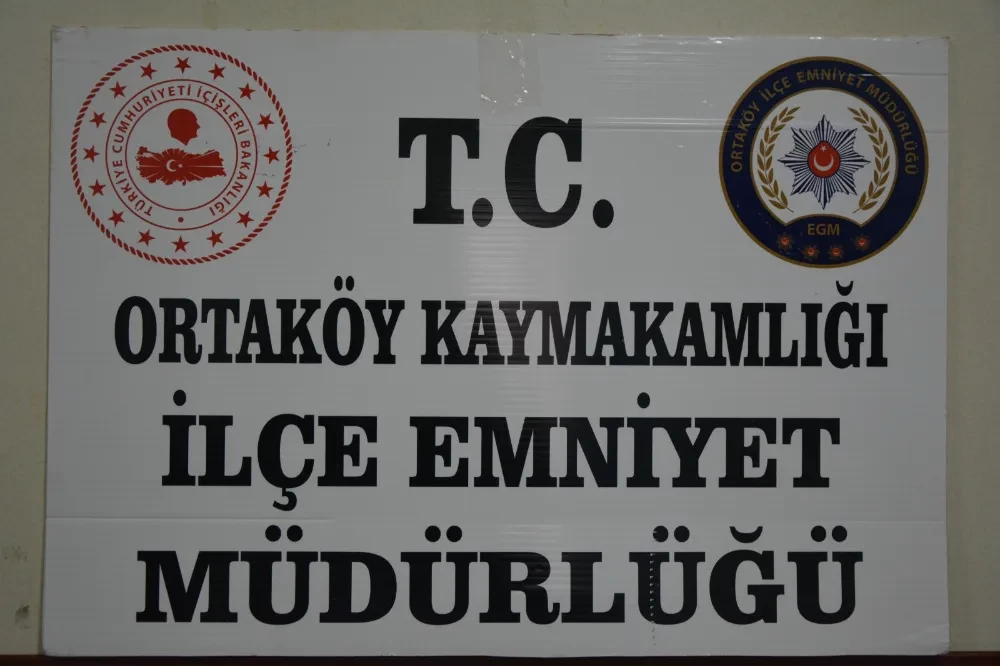 TÜRKİYE CUMHURİYETİ İÇİŞLERİ BAKANLIĞI
T.C.
ORTAKÖY İLÇE EMNİYET MÜDÜRLÜĞÜ
EGM
ORTAKÖY KAYMAKAMLIĞI
İLÇE EMNİYET
MÜDÜRLÜĞÜ